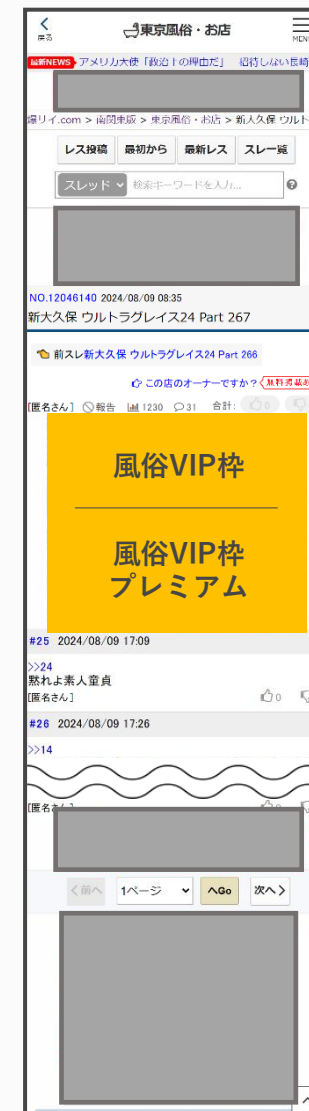 戻る
東京風俗・お店
MEN
最新NEWS アメリカ大使「政治上の理由だ」 招待しない長崎
爆サイ.com > 南関東版 > 東京風俗・お店 > 新大久保 ウルト
レス投稿 最初から 最新レス スレ一覧
スレッド 検索キーワードを入力...
NO.12046140 2024/08/09 08:35
新大久保 ウルトラグレイス24 Part 267
前スレ新大久保 ウルトラグレイス24 Part 266
この店のオーナーですか?
[匿名さん] 報告 1230 31 合計: 0
風俗VIP枠
風俗VIP枠
プレミアム
#25 2024/08/09 17:09
>>24
黙れよ素人童貞
[匿名さん] 0
#26 2024/08/09 17:26
>>14
[匿名さん]
<前へ 1ページ へGo 次へ>